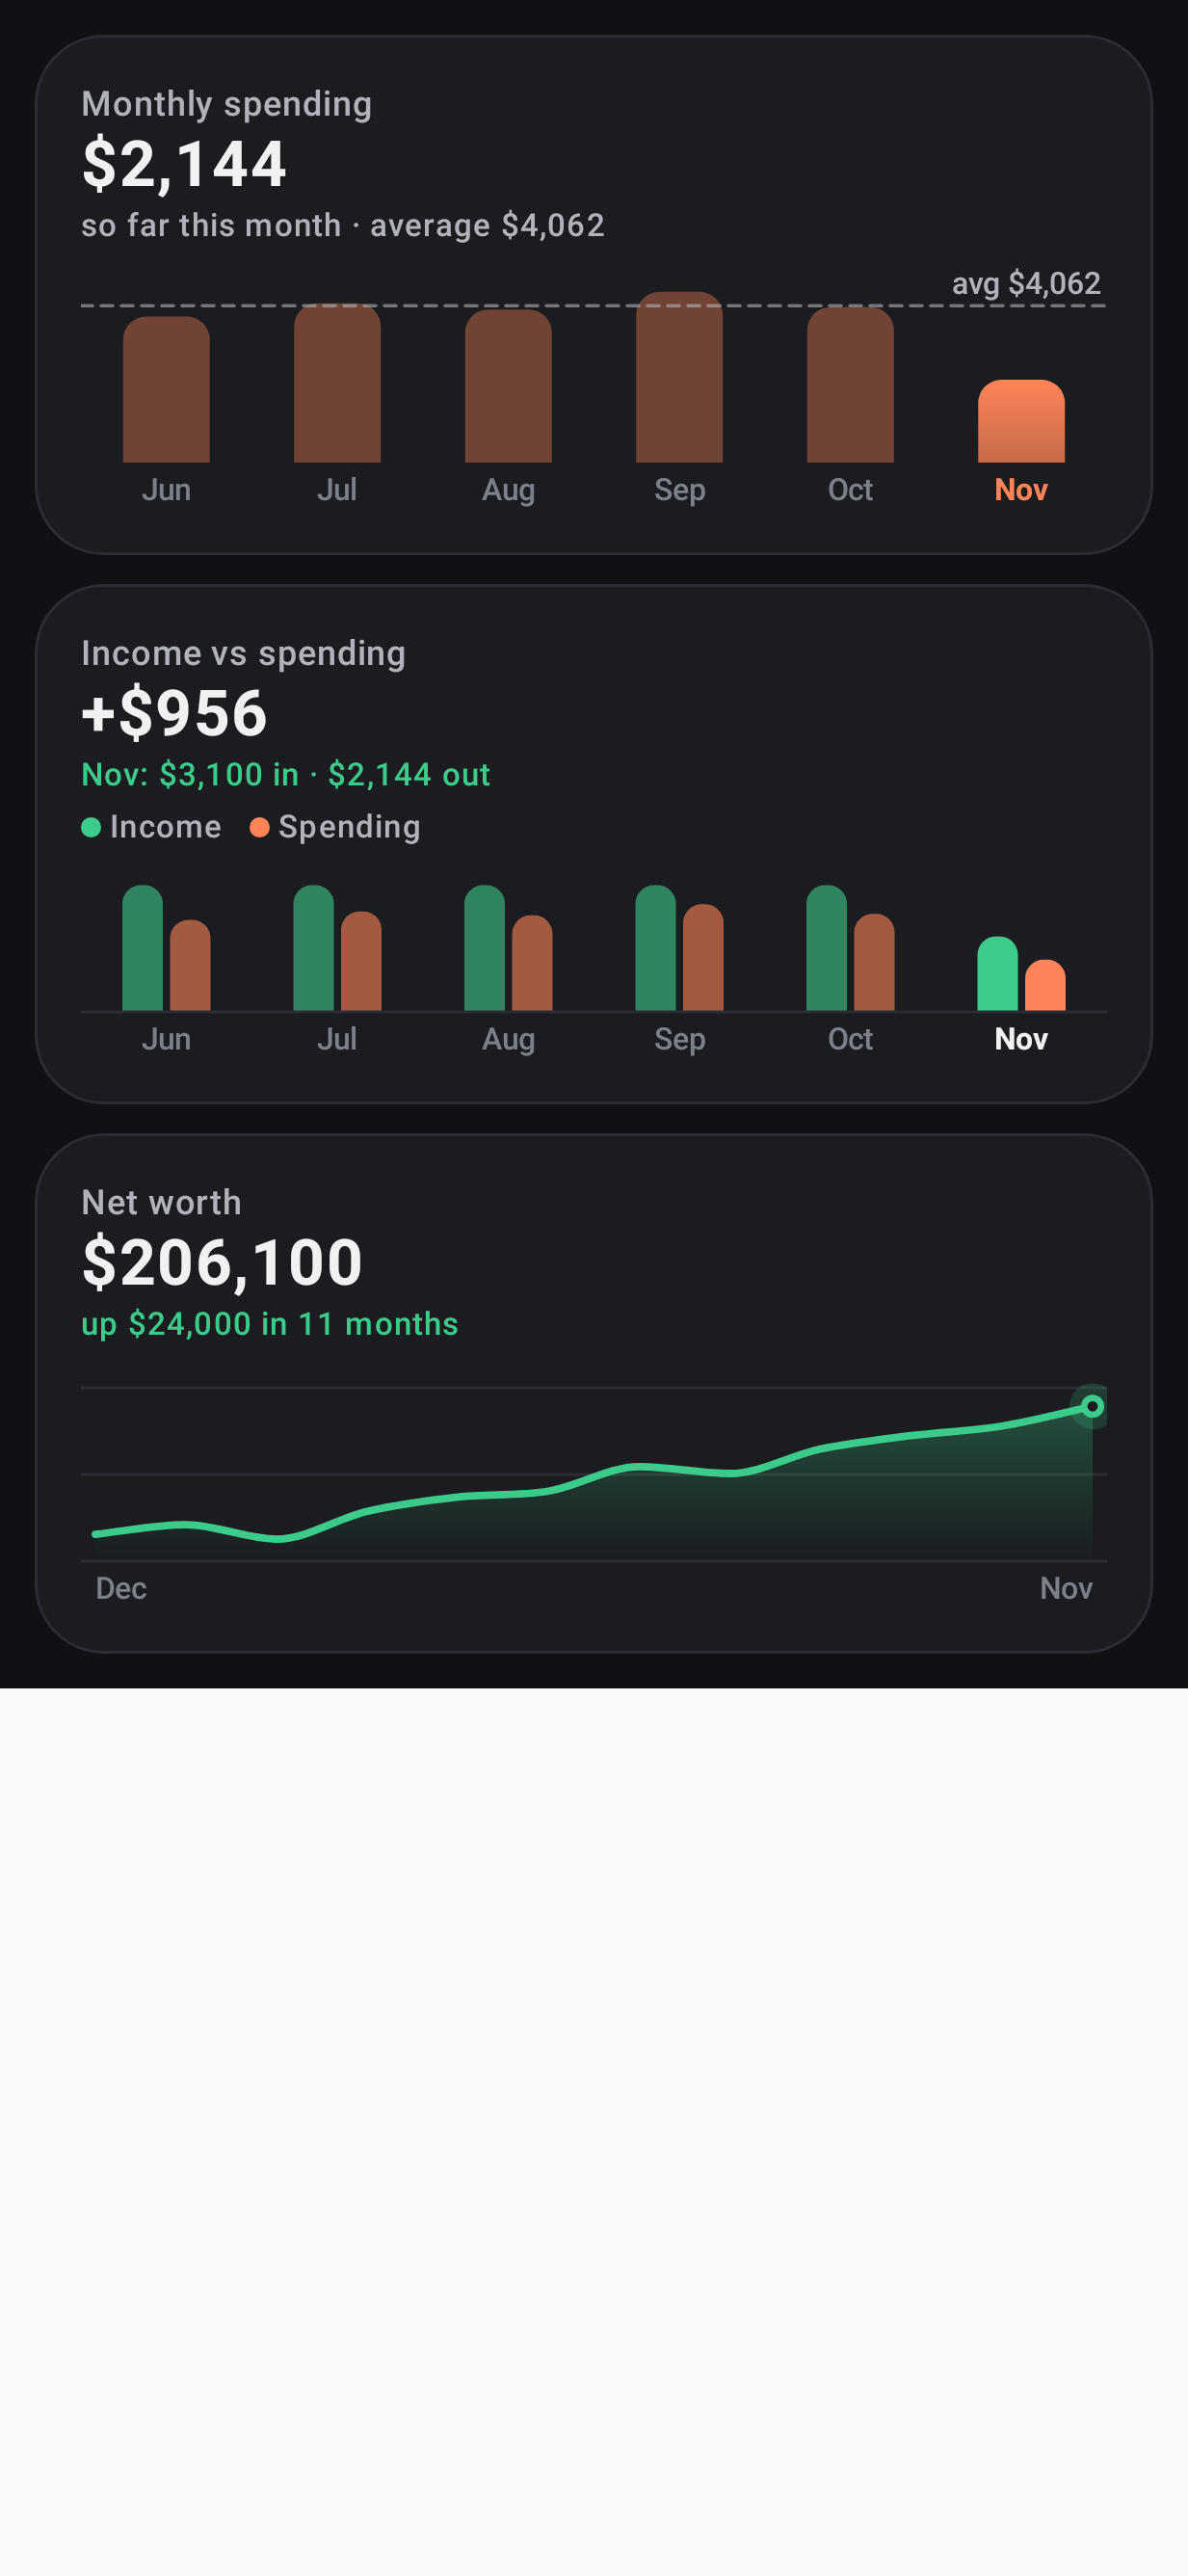 Monthly spending
$2,144
so far this month · average $4,062
avg $4,062
Jun Jul Aug Sep Oct Nov
Income vs spending
+$956
Nov: $3,100 in · $2,144 out
Income Spending
Jun Jul Aug Sep Oct Nov
Net worth
$206,100
up $24,000 in 11 months
Dec Nov